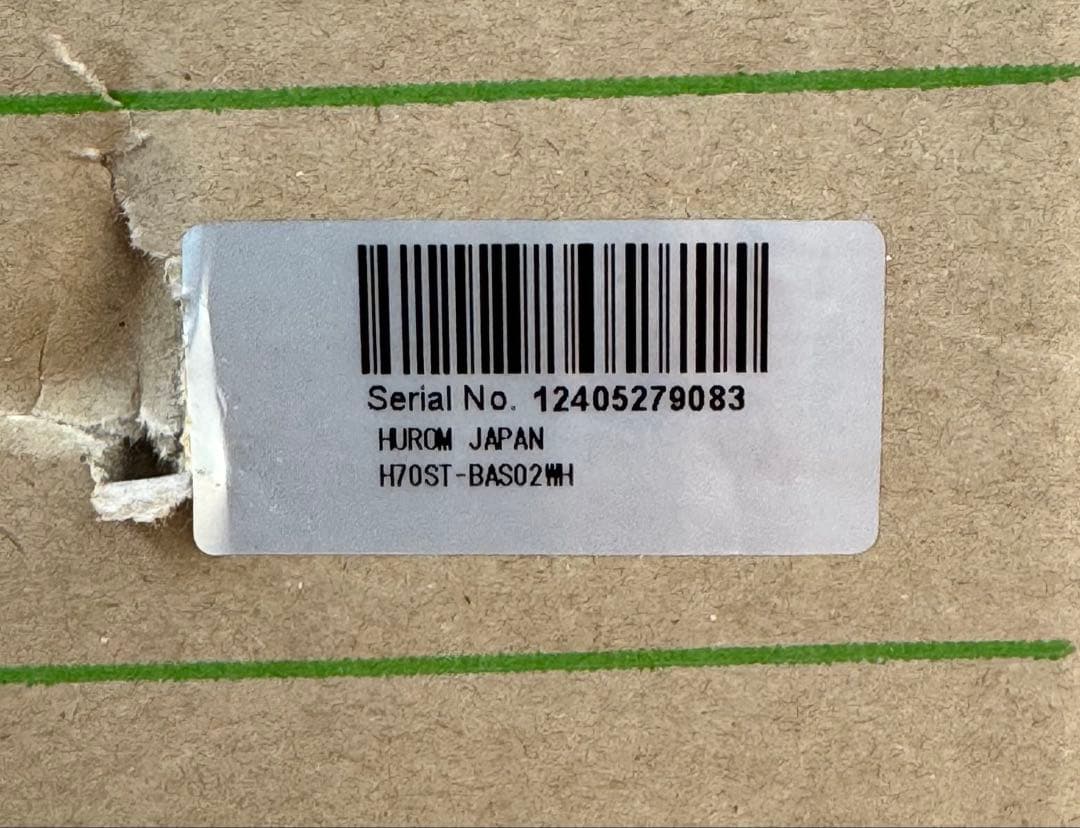 Serial No. 12405279083
HUROM JAPAN
H70ST-BAS02WH